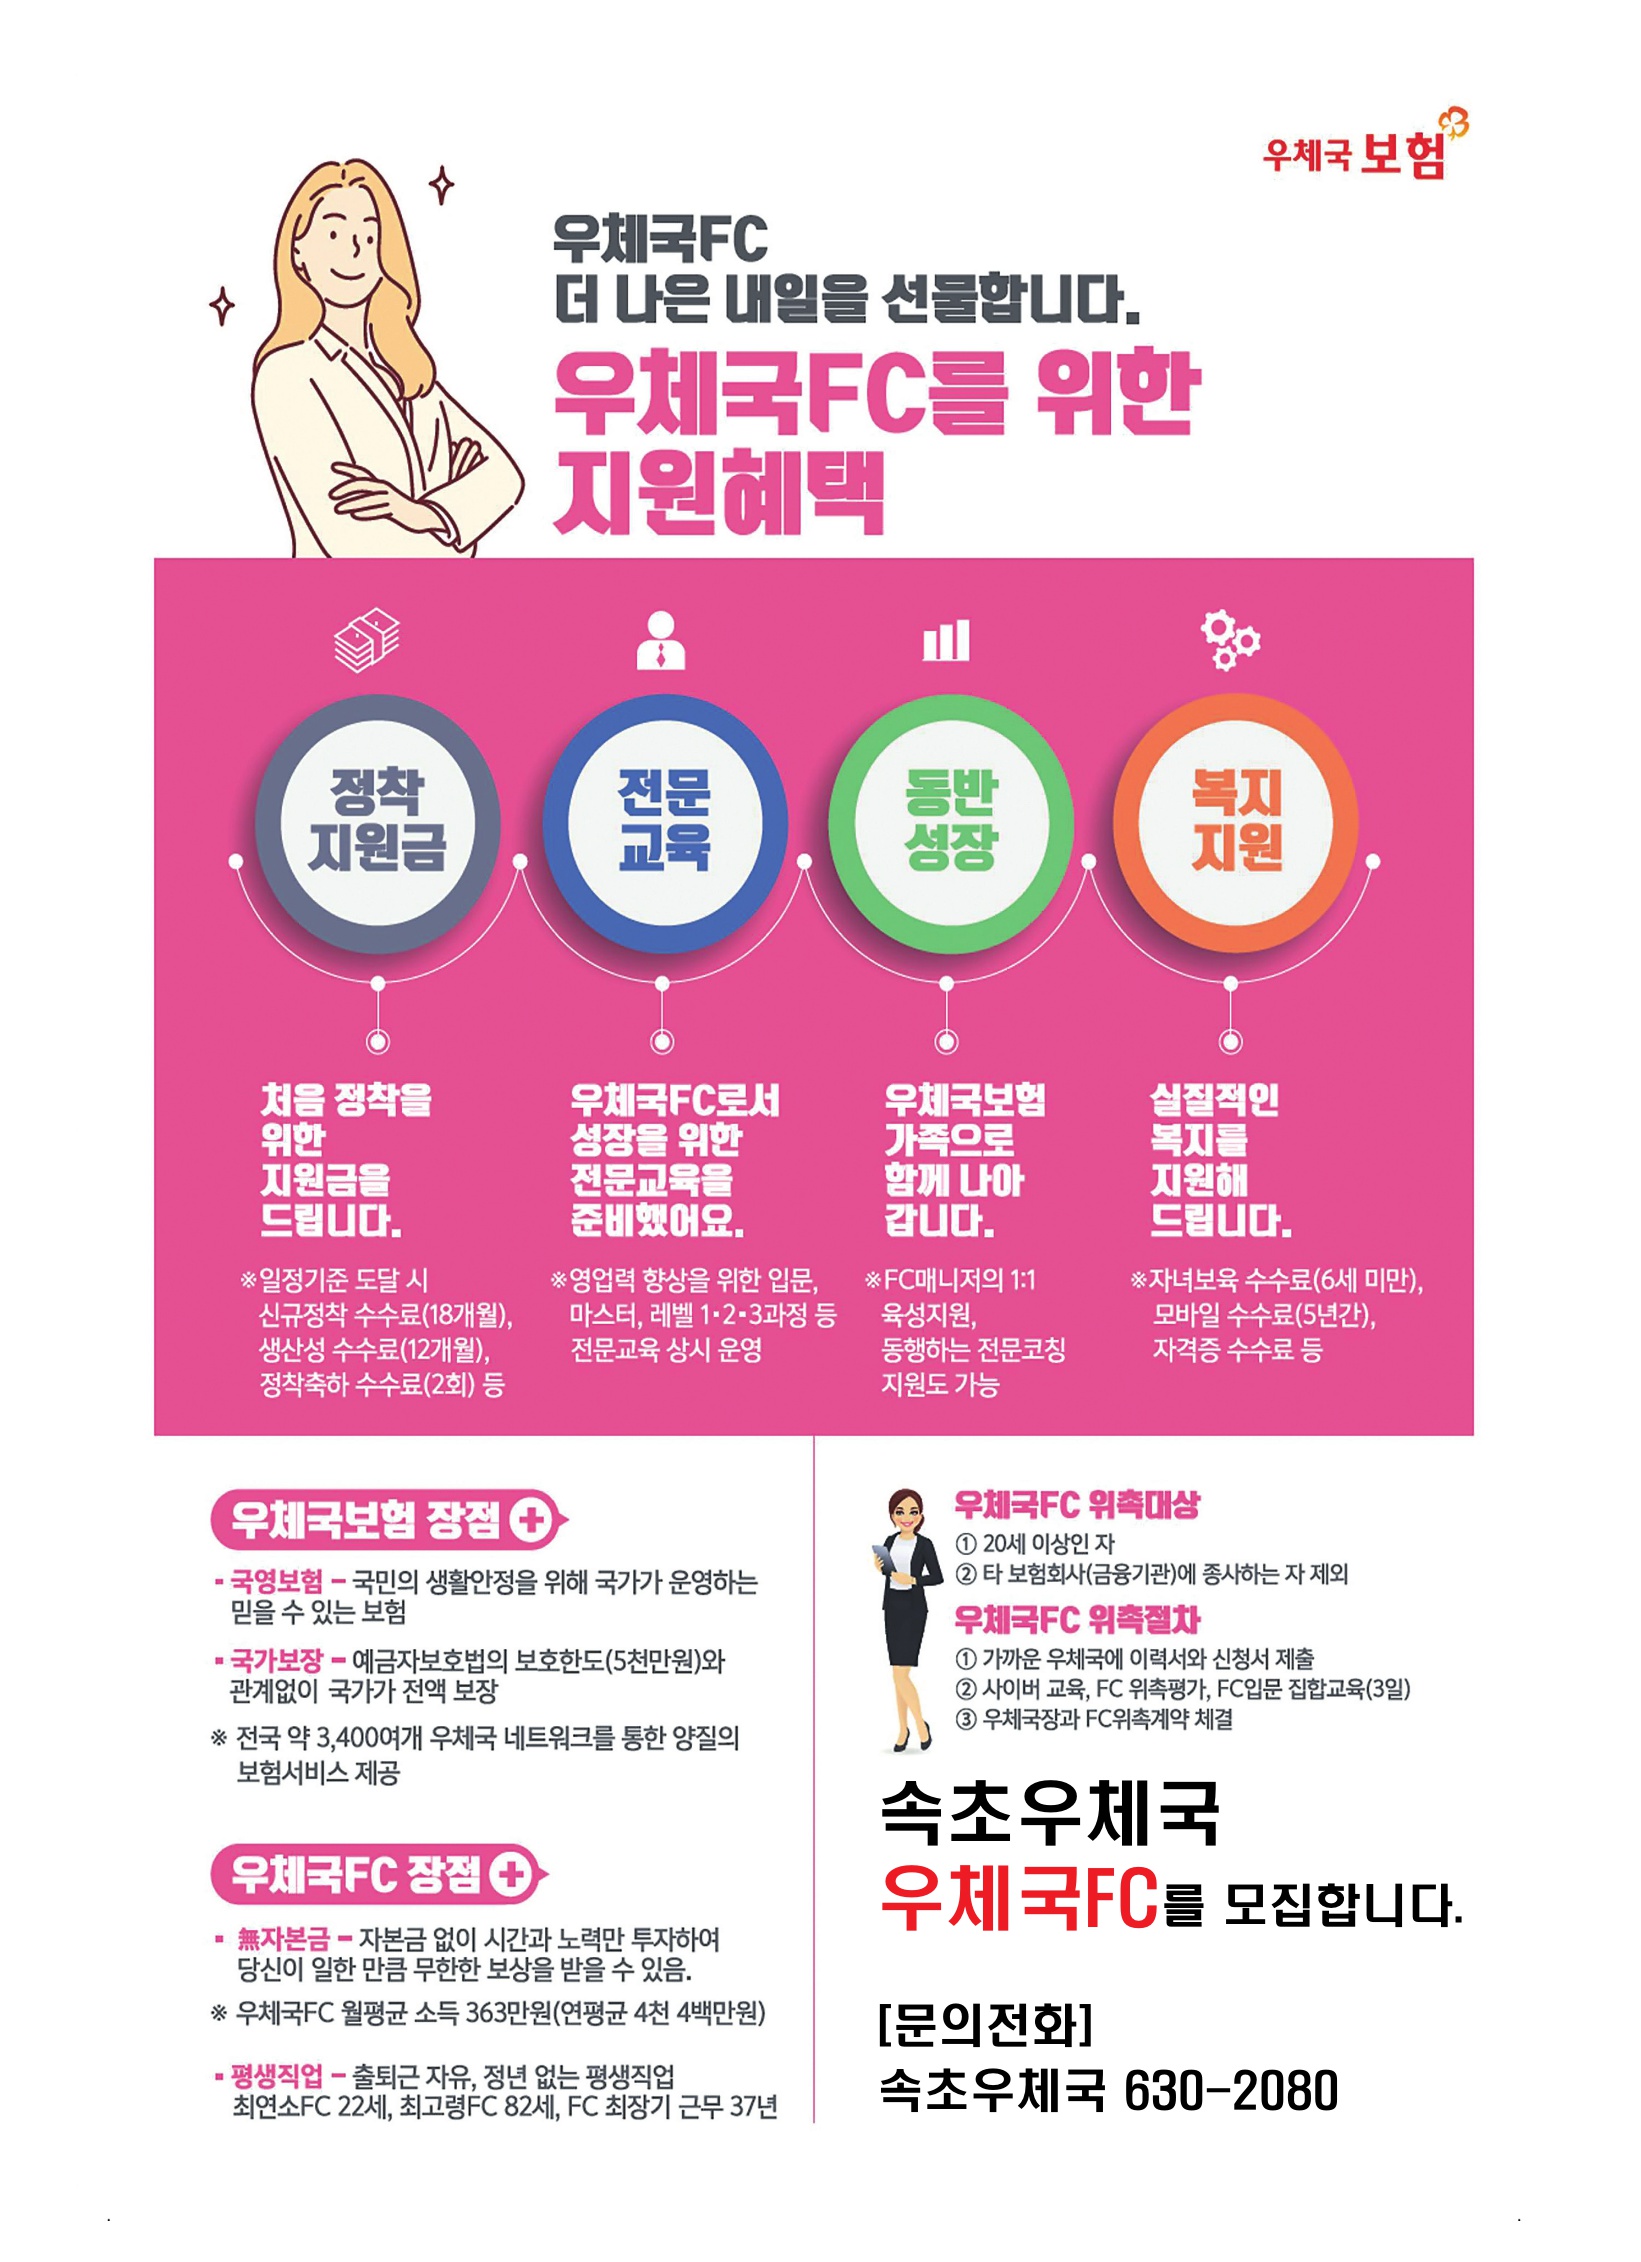 우체국 보험
우체국FC
더 나은 내일을 선물합니다.
우체국FC를 위한
지원혜택
정착
지원금
전문
교육
동반
성장
복지
지원
처음 정착을
위한
지원금을
드립니다.
※일정기준 도달 시
신규정착 수수료(18개월),
생산성 수수료(12개월),
정착축하 수수료(2회) 등
우체국FC로서
성장을 위한
전문교육을
준비했어요.
※영업력 향상을 위한 입문,
마스터, 레벨 1·2·3과정 등
전문교육 상시 운영
우체국보험
가족으로
함께 나아
갑니다.
※FC매니저의 1:1
육성지원,
동행하는 전문코칭
지원도 가능
실질적인
복지를
지원해
드립니다.
※자녀보육 수수료(6세 미만),
모바일 수수료(5년간),
자격증 수수료 등
우체국보험 장점
- 국영보험 - 국민의 생활안정을 위해 국가가 운영하는
믿을 수 있는 보험
- 국가보장 - 예금자보호법의 보호한도(5천만원)와
관계없이 국가가 전액 보장
※ 전국 약 3,400여개 우체국 네트워크를 통한 양질의
보험서비스 제공
우체국FC 장점
- 無자본금 - 자본금 없이 시간과 노력만 투자하여
당신이 일한 만큼 무한한 보상을 받을 수 있음.
※ 우체국FC 월평균 소득 363만원(연평균 4천 4백만원)
- 평생직업 - 출퇴근 자유, 정년 없는 평생직업
최연소FC 22세, 최고령FC 82세, FC 최장기 근무 37년
우체국FC 위촉대상
① 20세 이상인 자
② 타 보험회사(금융기관)에 종사하는 자 제외
우체국FC 위촉절차
① 가까운 우체국에 이력서와 신청서 제출
② 사이버 교육, FC 위촉평가, FC입문 집합교육(3일)
③ 우체국장과 FC위촉계약 체결
속초우체국
우체국FC를 모집합니다.
[문의전화]
속초우체국 630-2080